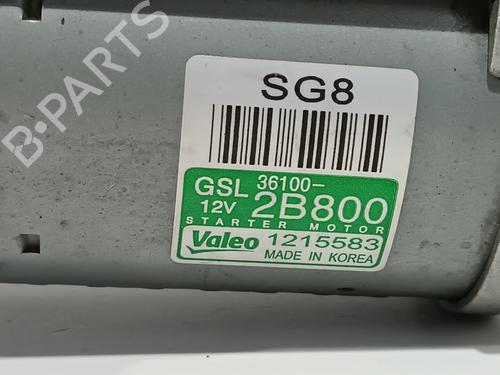 B-PARTS
SG8
GSL 36100-
12V 2B800
STARTER MOTOR
Valeo 1215583
MADE IN KOREA